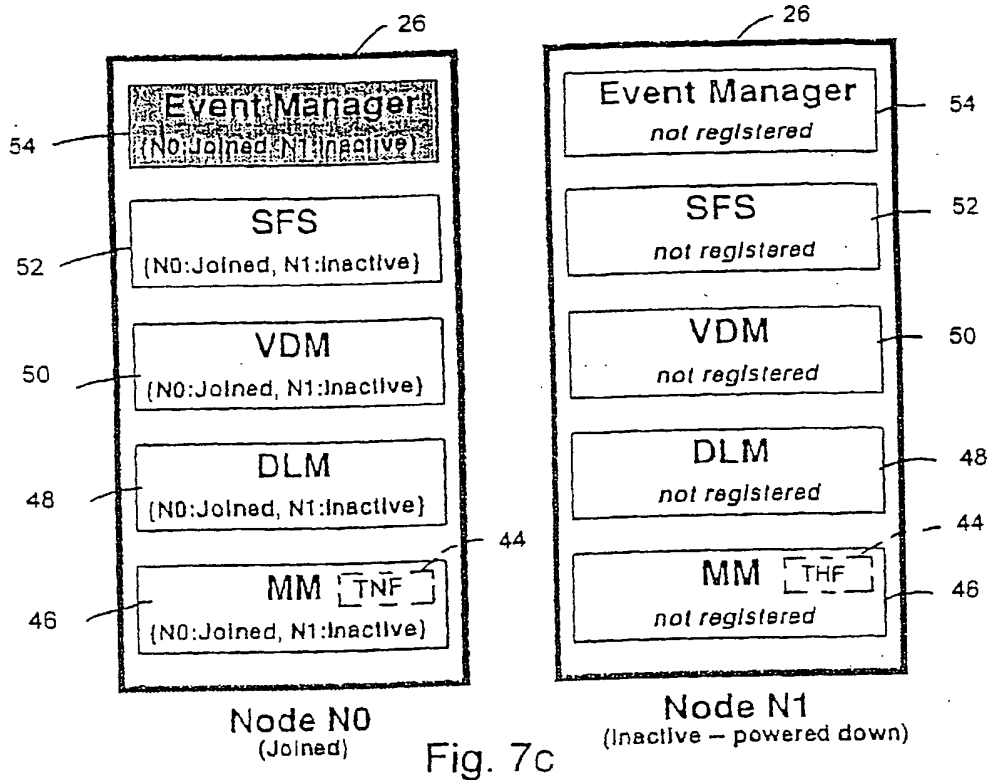 26
Event Manager
{N0:Joined, N1:Inactive}
54
SFS
{N0:Joined, N1:Inactive}
52
VDM
{N0:Joined, N1:Inactive}
50
DLM
{N0:Joined, N1:Inactive}
48
MM TNF
44
{N0:Joined, N1:Inactive}
46
Node N0
(Joined)
26
Event Manager
not registered
54
SFS
not registered
52
VDM
not registered
50
DLM
not registered
48
MM THF
44
not registered
46
Node N1
(Inactive – powered down)
Fig. 7c